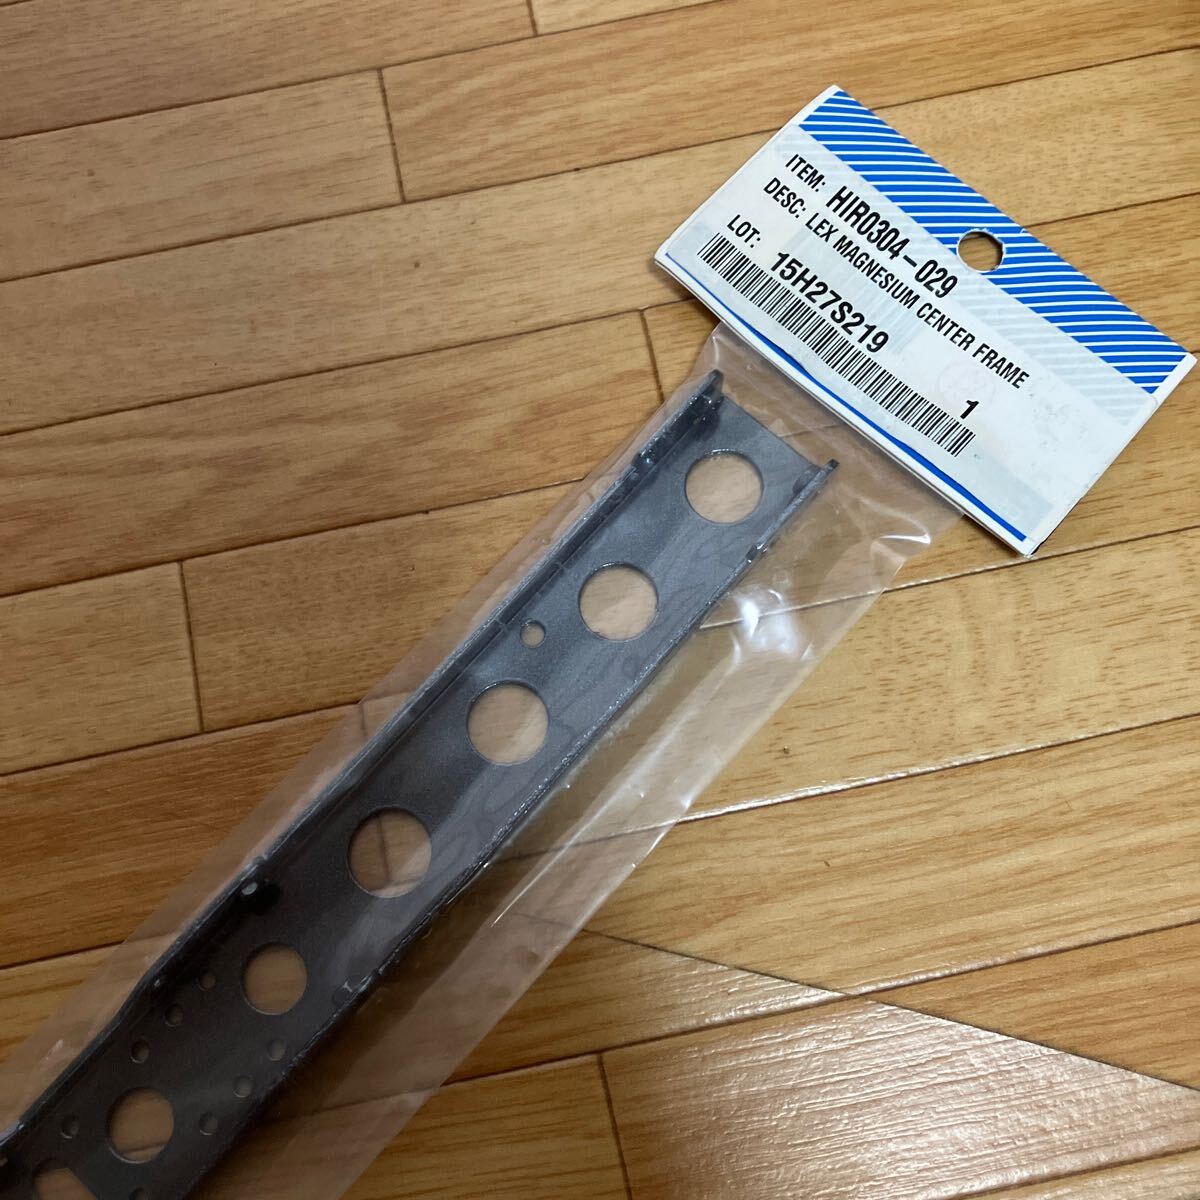 ITEM: HIR0304-029
DESC: LEX MAGNESIUM CENTER FRAME
LOT: 15H27S219 1